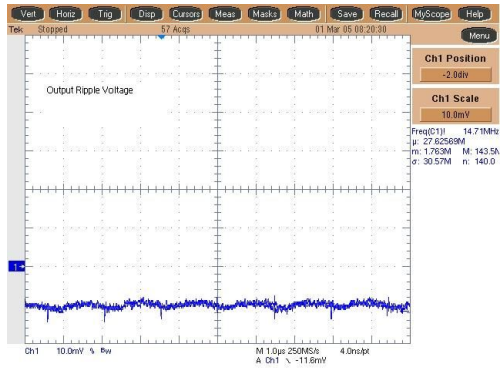 Vert Horiz Trig Disp Cursors Meas Masks Math Save Recall MyScope Help
Tek Stopped 57 Acqs 01 Mar 05 08:20:30
Menu
Ch1 Position
-2.0div
Ch1 Scale
10.0mV
Output Ripple Voltage
Freq(C1)! 14.71MHz
µ: 27.62569M
m: 1.763M M: 143.5M
σ: 30.57M n: 140.0
1
Ch1 10.0mV % Bw
M 1.0µs 250MS/s 4.0ns/pt
A Ch1 \ -11.6mV